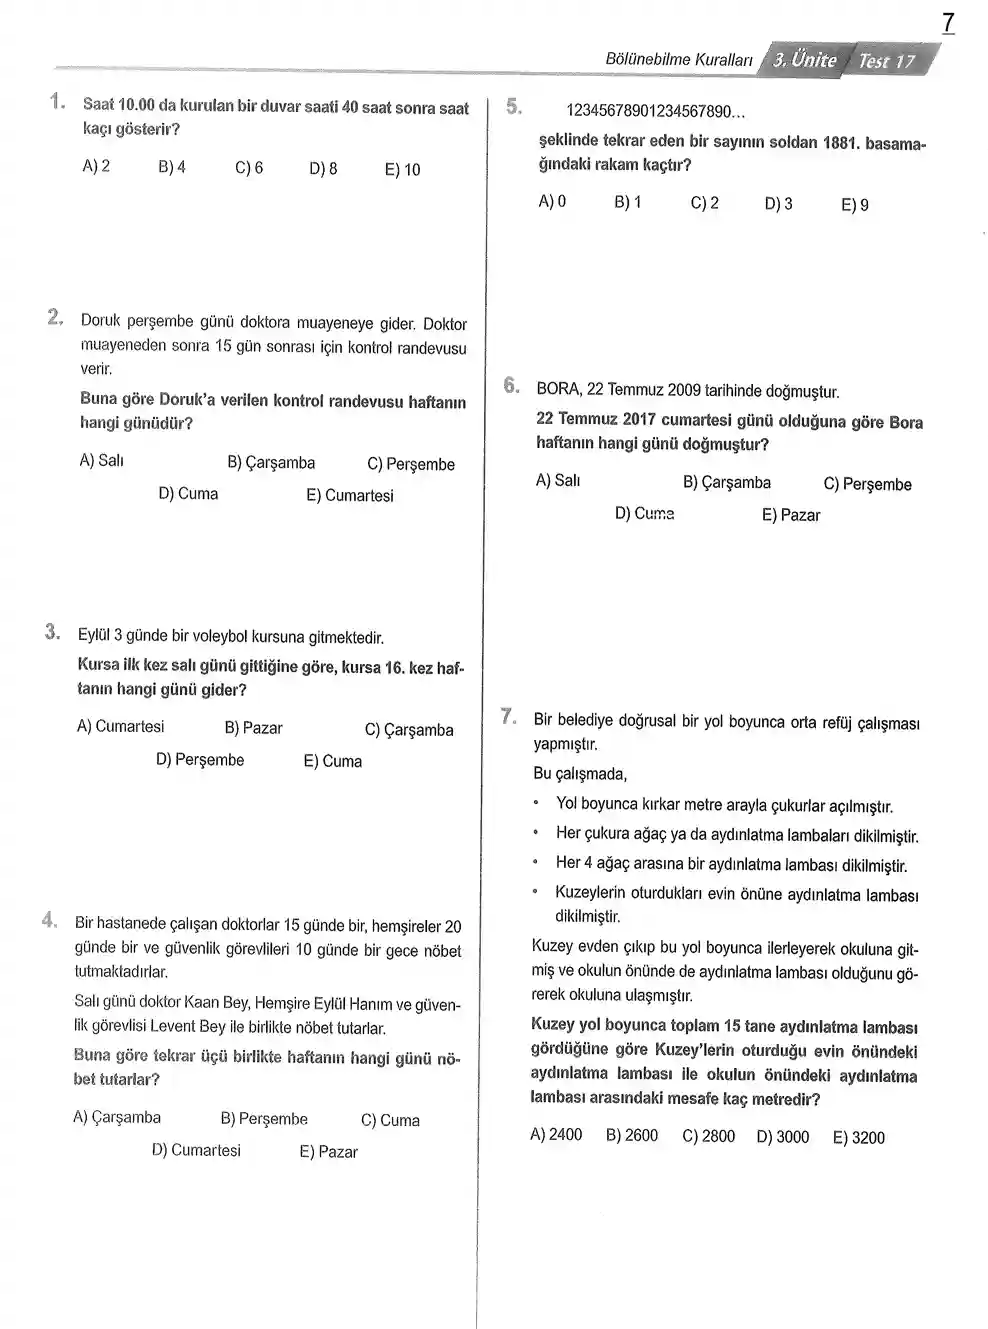 7
Bölünebilme Kuralları 3. Ünite Test 17
1. Saat 10.00 da kurulan bir duvar saati 40 saat sonra saat
kaçı gösterir?
A) 2 B) 4 C) 6 D) 8 E) 10
2. Doruk perşembe günü doktora muayeneye gider. Doktor
muayeneden sonra 15 gün sonrası için kontrol randevusu
verir.
Buna göre Doruk'a verilen kontrol randevusu haftanın
hangi günüdür?
A) Salı B) Çarşamba C) Perşembe
D) Cuma E) Cumartesi
3. Eylül 3 günde bir voleybol kursuna gitmektedir.
Kursa ilk kez salı günü gittiğine göre, kursa 16. kez haf-
tanın hangi günü gider?
A) Cumartesi B) Pazar C) Çarşamba
D) Perşembe E) Cuma
4. Bir hastanede çalışan doktorlar 15 günde bir, hemşireler 20
günde bir ve güvenlik görevlileri 10 günde bir gece nöbet
tutmaktadırlar.
Salı günü doktor Kaan Bey, Hemşire Eylül Hanım ve güven-
lik görevlisi Levent Bey ile birlikte nöbet tutarlar.
Buna göre tekrar üçü birlikte haftanın hangi günü nö-
bet tutarlar?
A) Çarşamba B) Perşembe C) Cuma
D) Cumartesi E) Pazar
5. 12345678901234567890...
şeklinde tekrar eden bir sayının soldan 1881. basama-
ğındaki rakam kaçtır?
A) 0 B) 1 C) 2 D) 3 E) 9
6. BORA, 22 Temmuz 2009 tarihinde doğmuştur.
22 Temmuz 2017 cumartesi günü olduğuna göre Bora
haftanın hangi günü doğmuştur?
A) Salı B) Çarşamba C) Perşembe
D) Cuma E) Pazar
7. Bir belediye doğrusal bir yol boyunca orta refüj çalışması
yapmıştır.
Bu çalışmada,
• Yol boyunca kırkar metre arayla çukurlar açılmıştır.
• Her çukura ağaç ya da aydınlatma lambaları dikilmiştir.
• Her 4 ağaç arasına bir aydınlatma lambası dikilmiştir.
• Kuzeylerin oturdukları evin önüne aydınlatma lambası
dikilmiştir.
Kuzey evden çıkıp bu yol boyunca ilerleyerek okuluna git-
miş ve okulun önünde de aydınlatma lambası olduğunu gö-
rerek okuluna ulaşmıştır.
Kuzey yol boyunca toplam 15 tane aydınlatma lambası
gördüğüne göre Kuzey'lerin oturduğu evin önündeki
aydınlatma lambası ile okulun önündeki aydınlatma
lambası arasındaki mesafe kaç metredir?
A) 2400 B) 2600 C) 2800 D) 3000 E) 3200